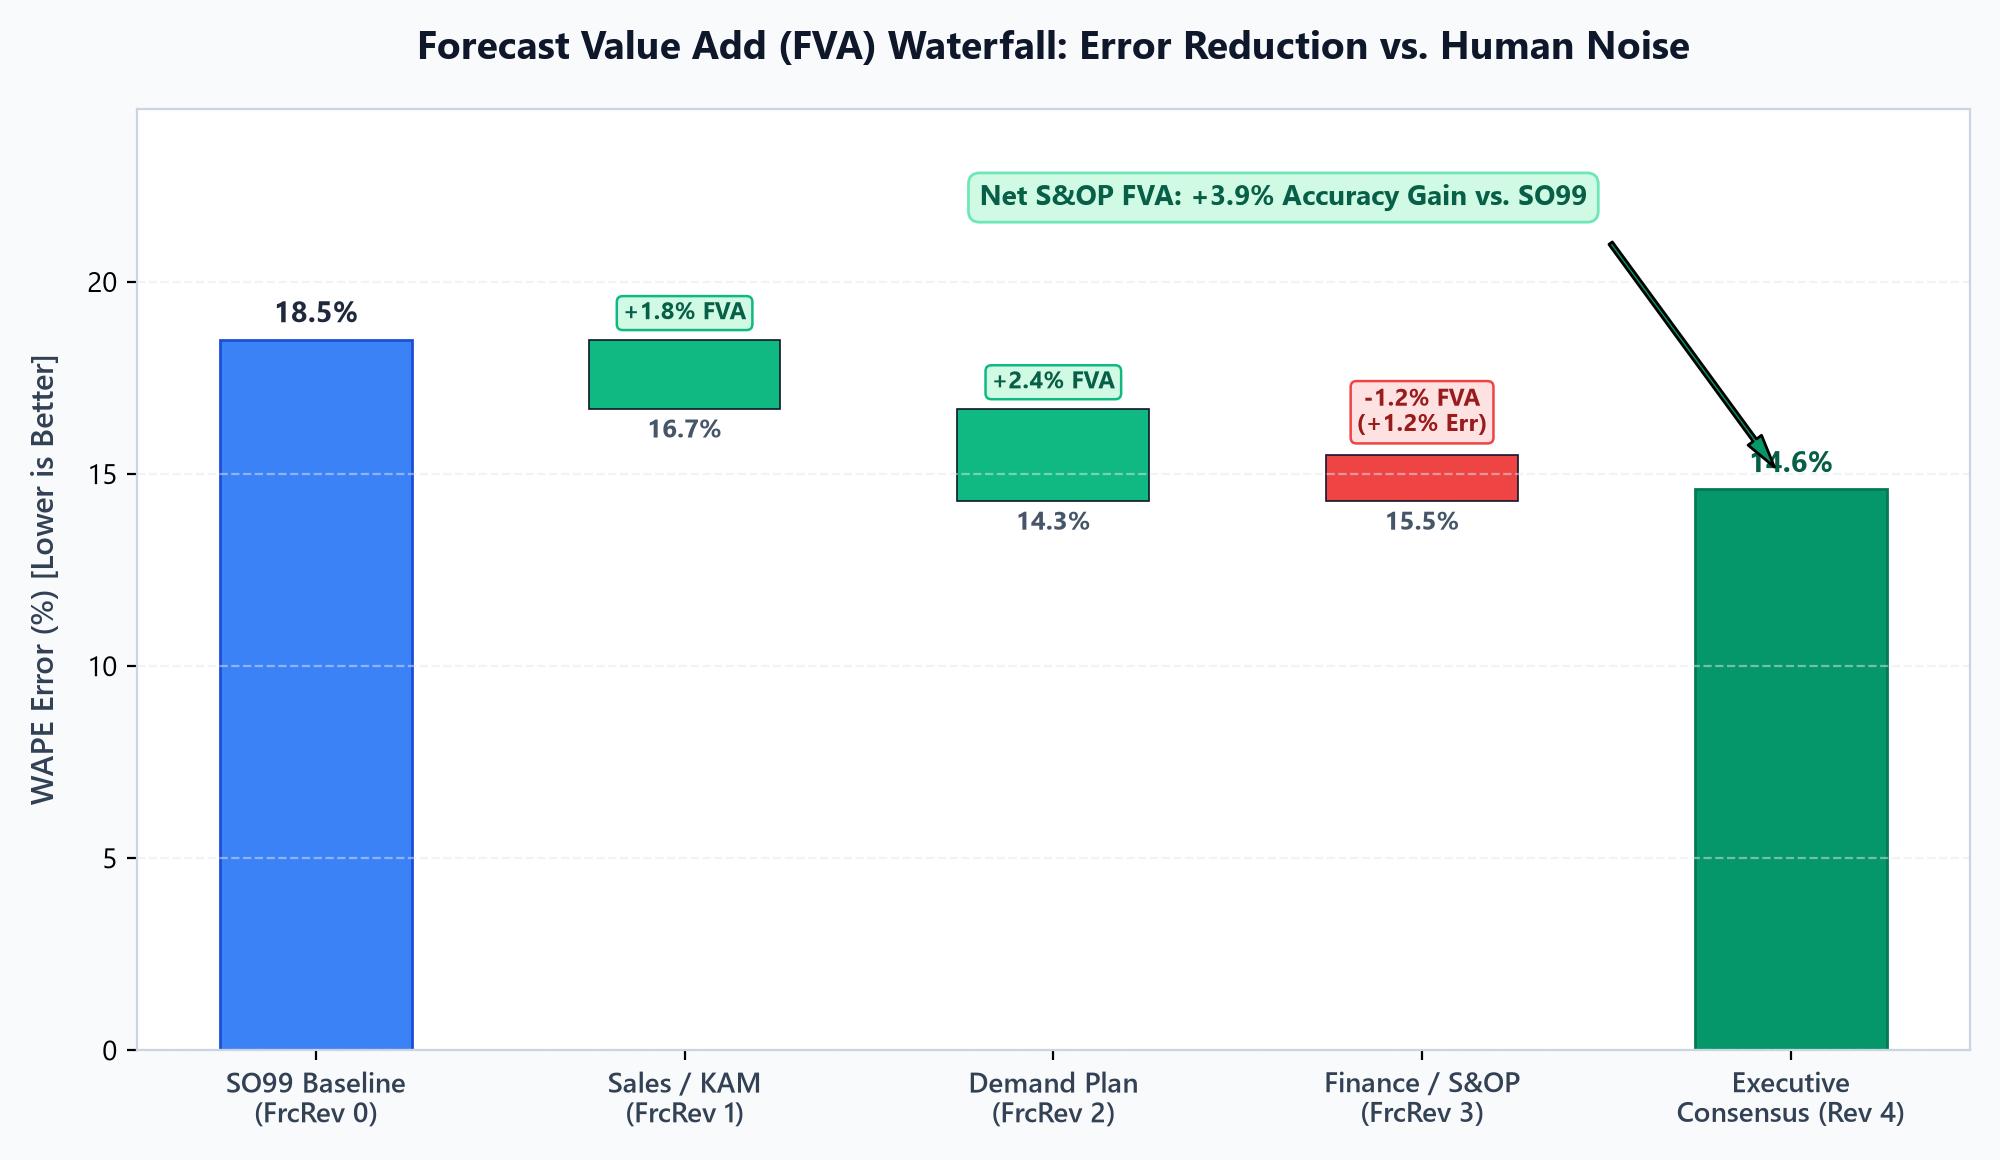 Forecast Value Add (FVA) Waterfall: Error Reduction vs. Human Noise
Net S&OP FVA: +3.9% Accuracy Gain vs. SO99
WAPE Error (%) [Lower is Better]
20
15
10
5
0
18.5%
+1.8% FVA
16.7%
+2.4% FVA
14.3%
-1.2% FVA
(+1.2% Err)
15.5%
14.6%
SO99 Baseline
(FrcRev 0)
Sales / KAM
(FrcRev 1)
Demand Plan
(FrcRev 2)
Finance / S&OP
(FrcRev 3)
Executive
Consensus (Rev 4)